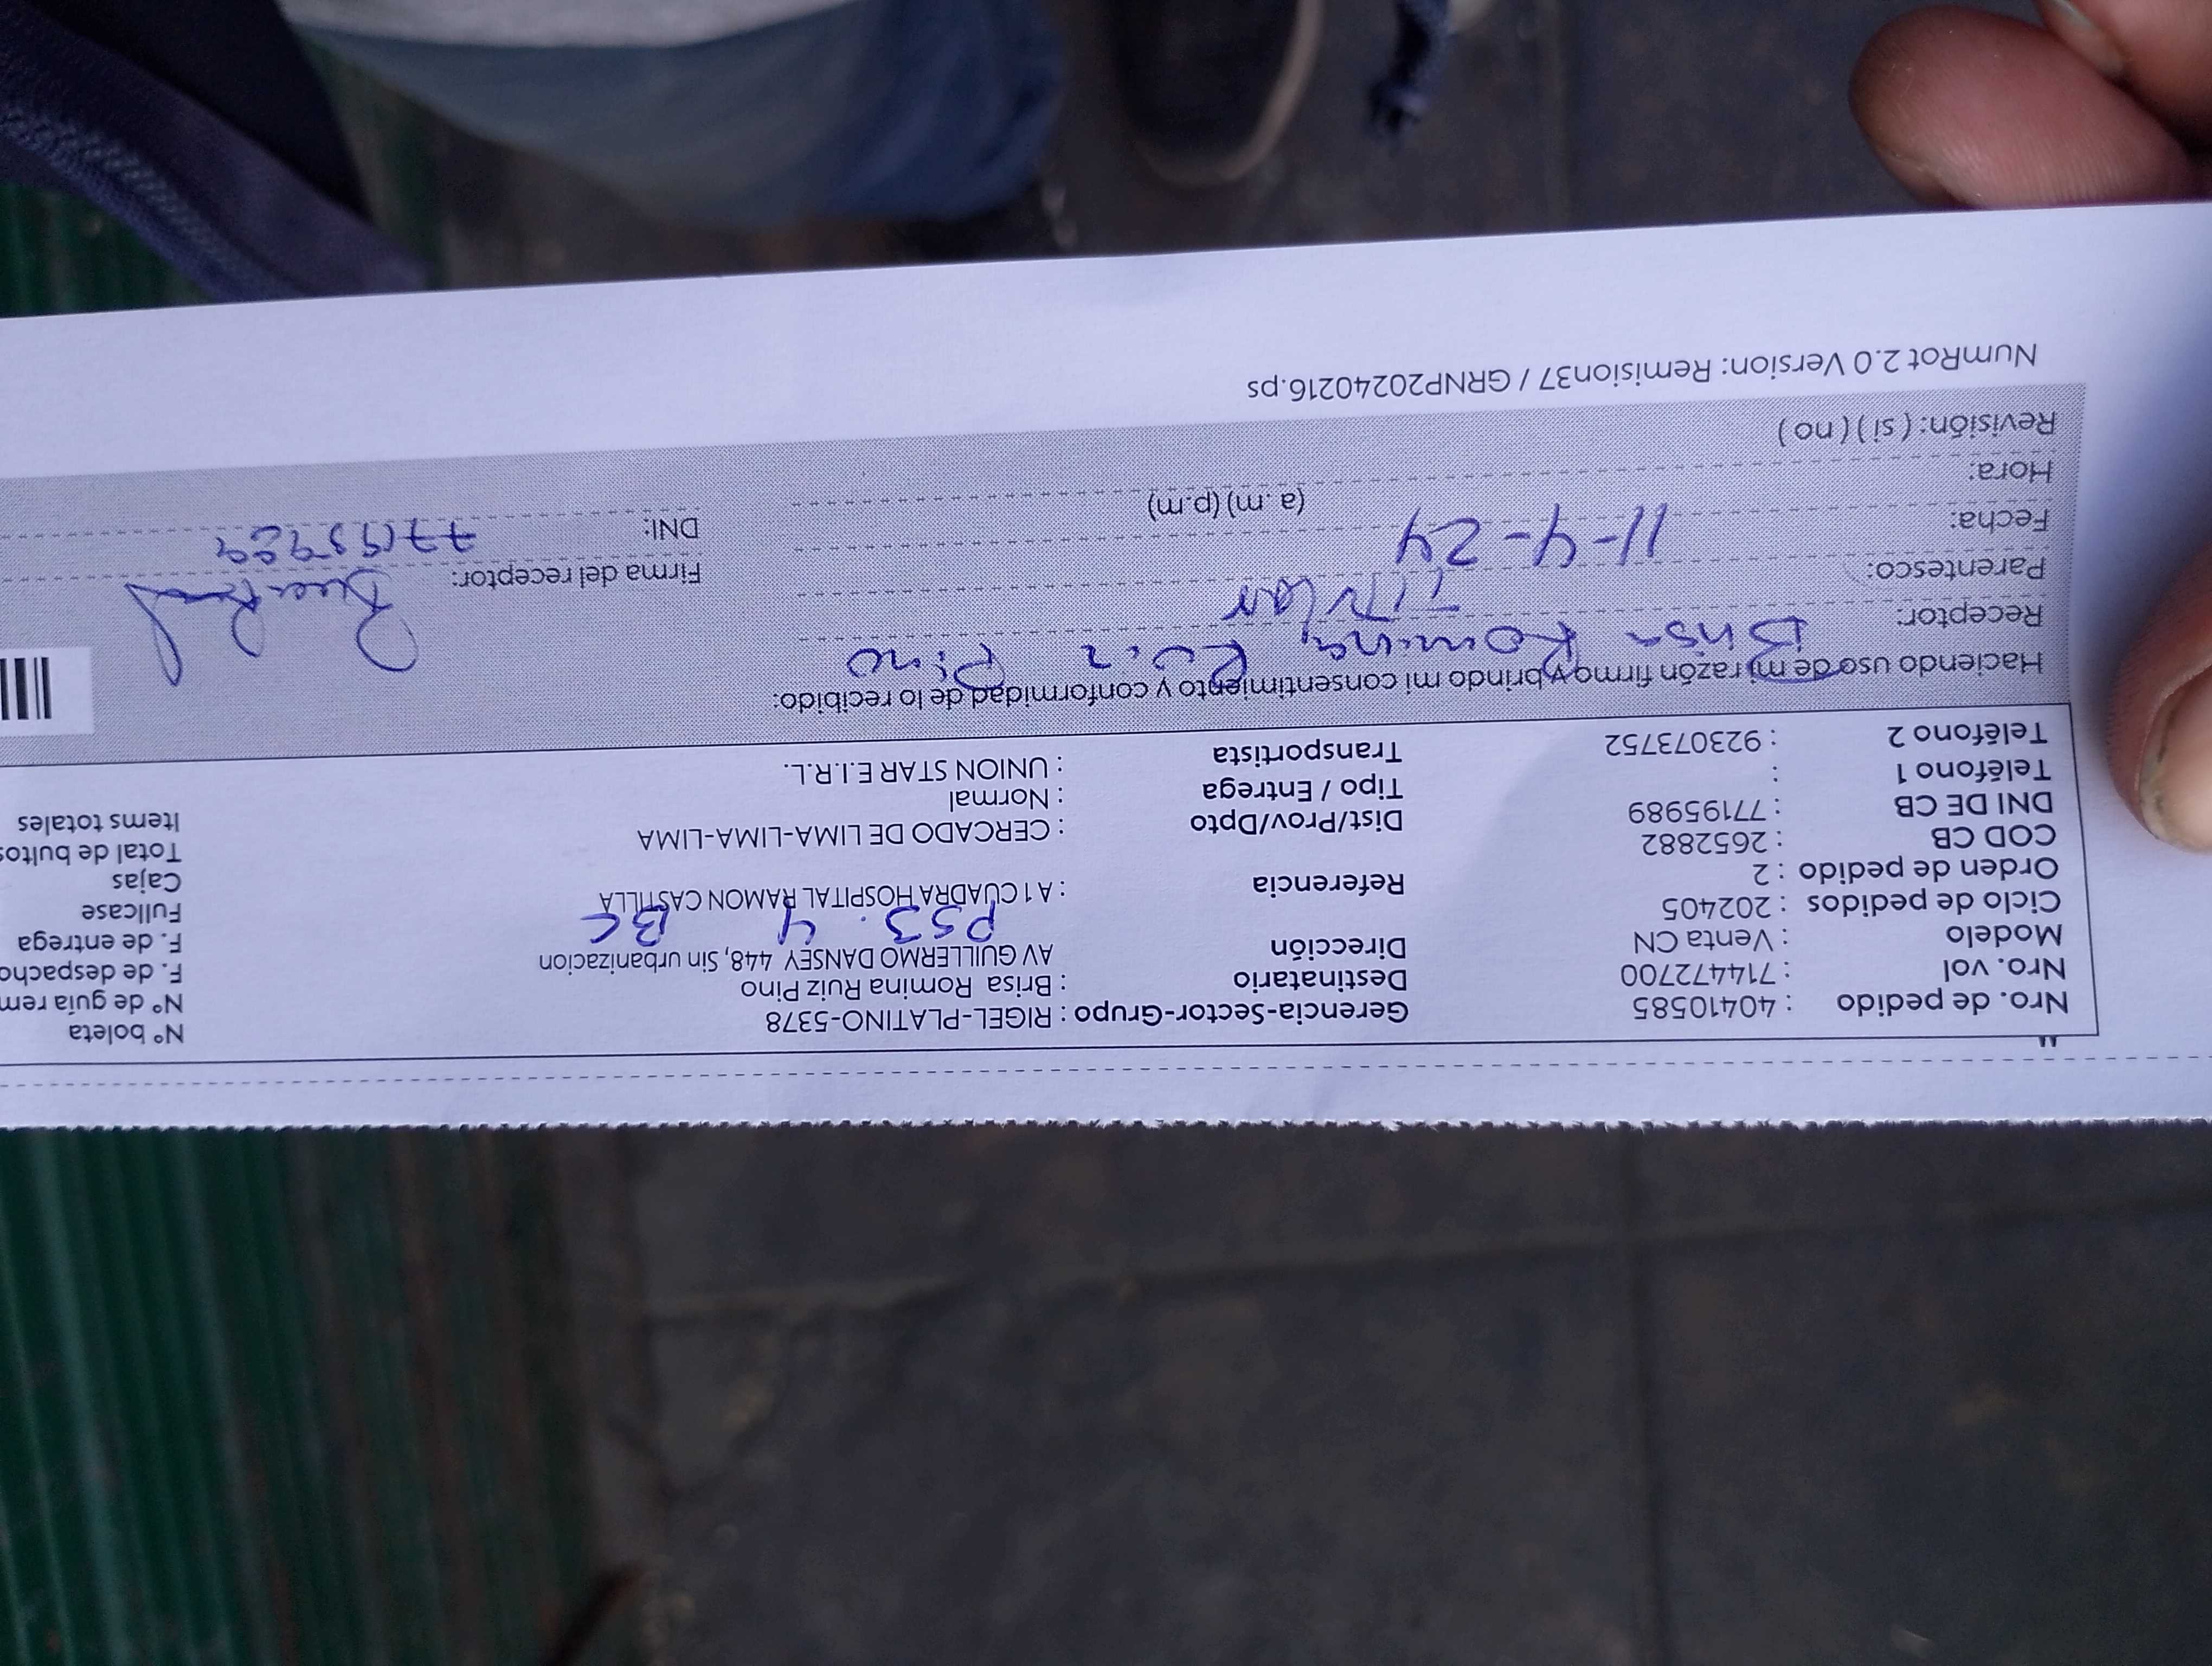 Nro. de pedido : 40410585 Gerencia-Sector-Grupo : RIGEL-PLATINO-5378 N° boleta
Nro. vol : 714472700 Destinatario : Brisa Romina Ruiz Pino N° de guía rem
Modelo : Venta CN Dirección AV GUILLERMO DANSEY 448, Sin urbanizacion F. de despacho
PS3. 4 BC F. de entrega
Ciclo de pedidos : 202405 Referencia : A 1 CUADRA HOSPITAL RAMON CASTILLA Fullcase
Orden de pedido : 2 Cajas
COD CB : 2652882 Dist/Prov/Dpto : CERCADO DE LIMA-LIMA-LIMA Total de bultos
DNI DE CB : 77195989 Tipo / Entrega : Normal Items totales
Teléfono 1 : Transportista : UNION STAR E.I.R.L.
Teléfono 2 : 923073752
Haciendo uso de mi razón firmo y brindo mi consentimiento y conformidad de lo recibido:
Receptor: Brisa Romina Ruiz Pino
Parentesco: TITular Firma del receptor:
Fecha: 11-4-24 DNI: 77195989
Hora: (a.m) (p.m)
Revisión: ( si ) ( no )
NumRot 2.0 Version: Remision37 / GRNP20240216.ps